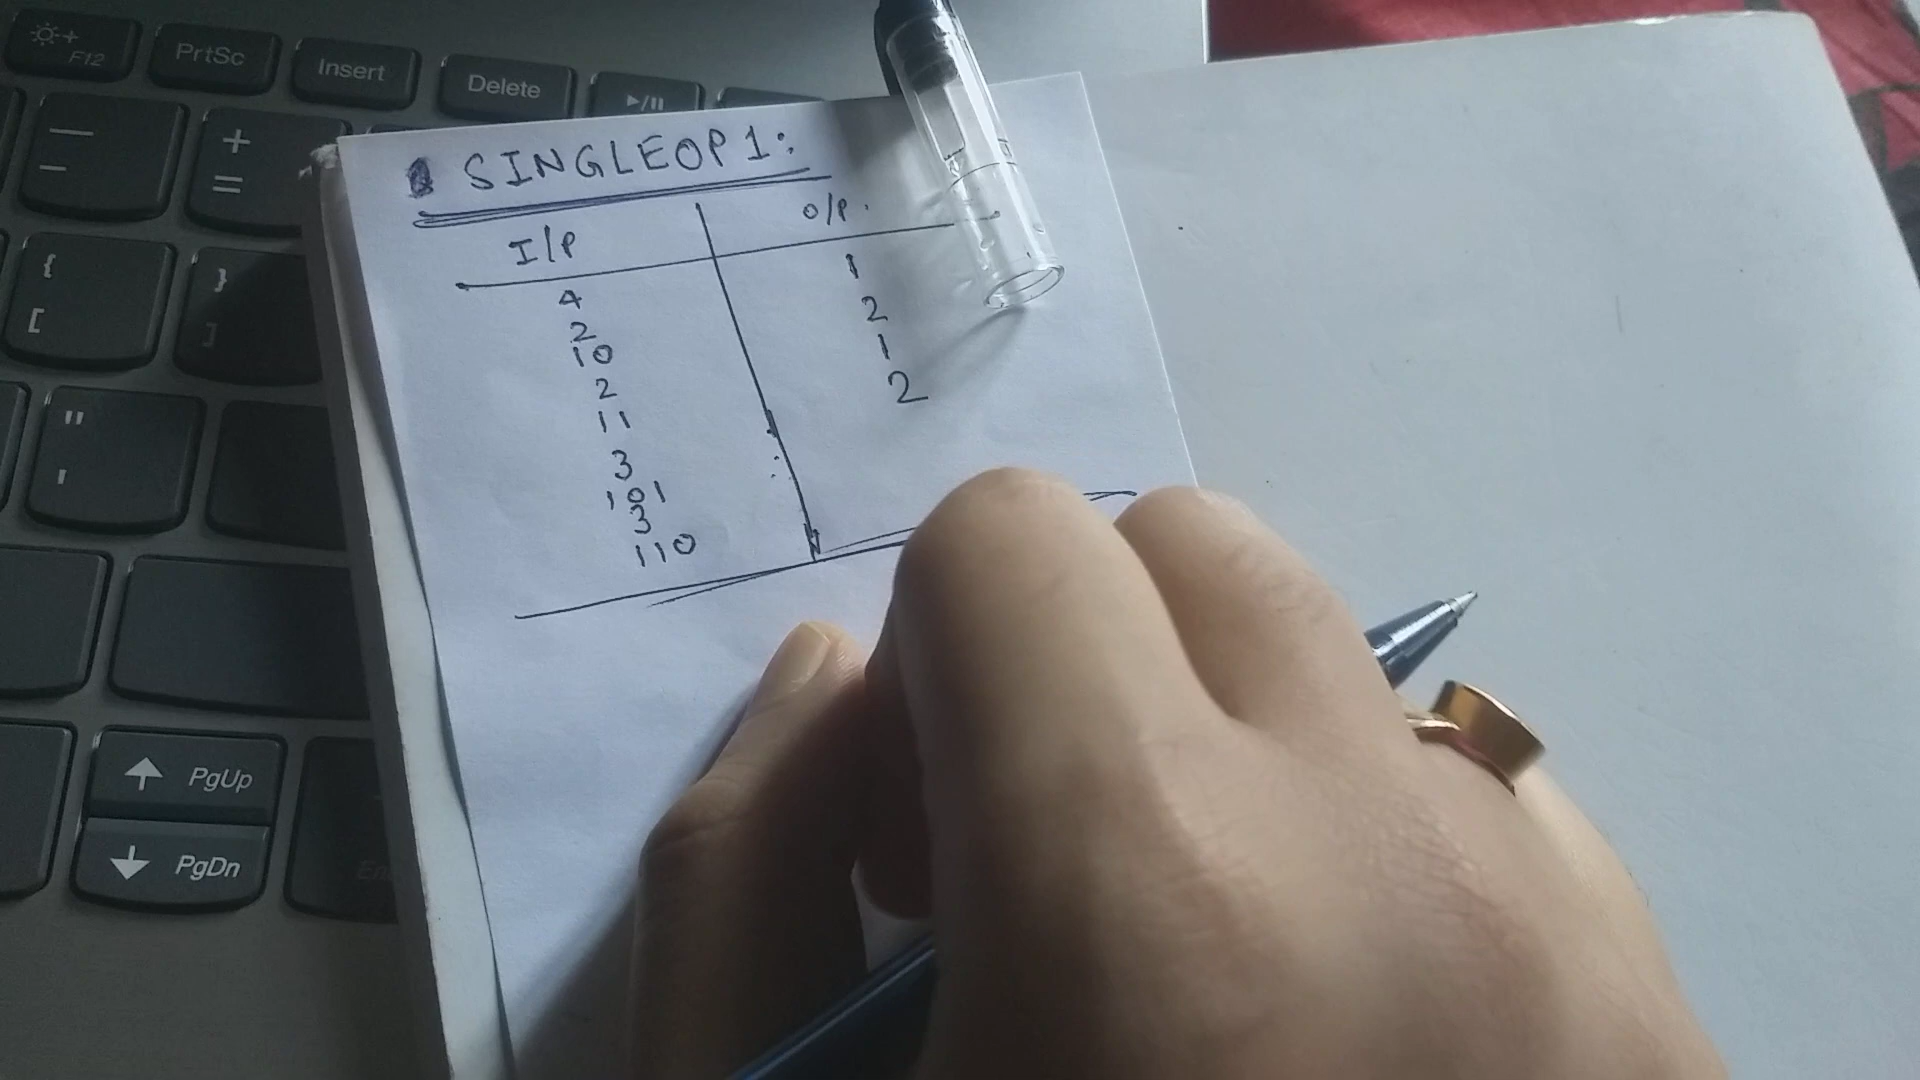 F12
PrtSc
Insert
Delete
SINGLEOP1:
I/P
O/P.
4
2
10
2
11
3
101
3
110
1
2
1
2
+
=
{
[
}
]
"
'
PgUp
PgDn